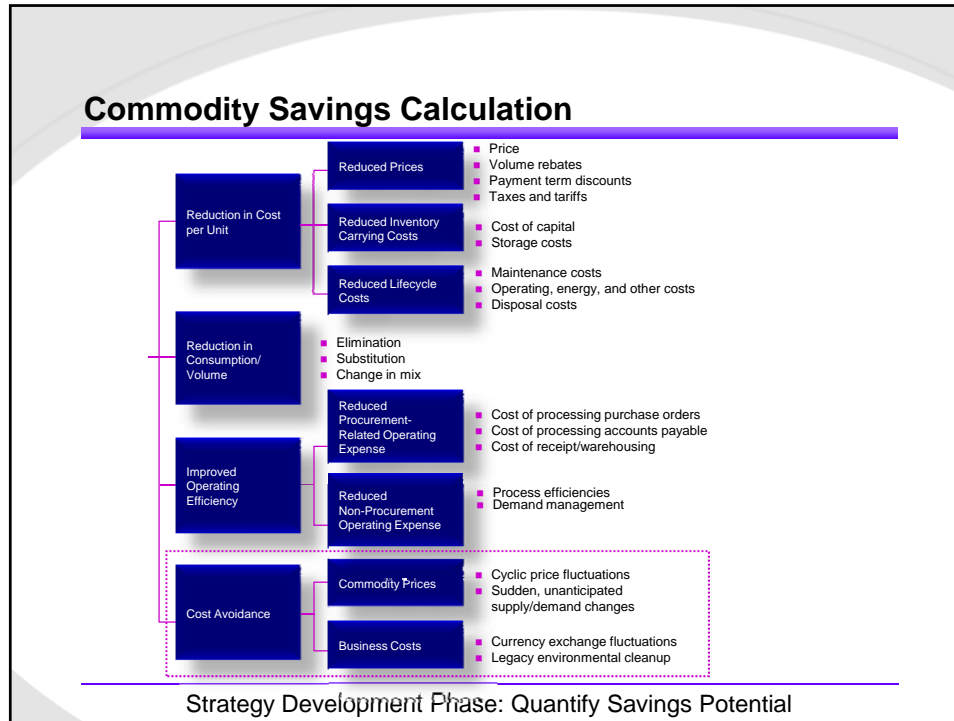 Commodity Savings Calculation
Reduction in Cost
per Unit
Reduced Prices
Price
Volume rebates
Payment term discounts
Taxes and tariffs
Reduced Inventory
Carrying Costs
Cost of capital
Storage costs
Reduced Lifecycle
Costs
Maintenance costs
Operating, energy, and other costs
Disposal costs
Reduction in
Consumption/
Volume
Elimination
Substitution
Change in mix
Improved
Operating
Efficiency
Reduced
Procurement-
Related Operating
Expense
Cost of processing purchase orders
Cost of processing accounts payable
Cost of receipt/warehousing
Reduced
Non-Procurement
Operating Expense
Process efficiencies
Demand management
Cost Avoidance
Commodity Prices
Cyclic price fluctuations
Sudden, unanticipated
supply/demand changes
Business Costs
Currency exchange fluctuations
Legacy environmental cleanup
Strategy Development Phase: Quantify Savings Potential